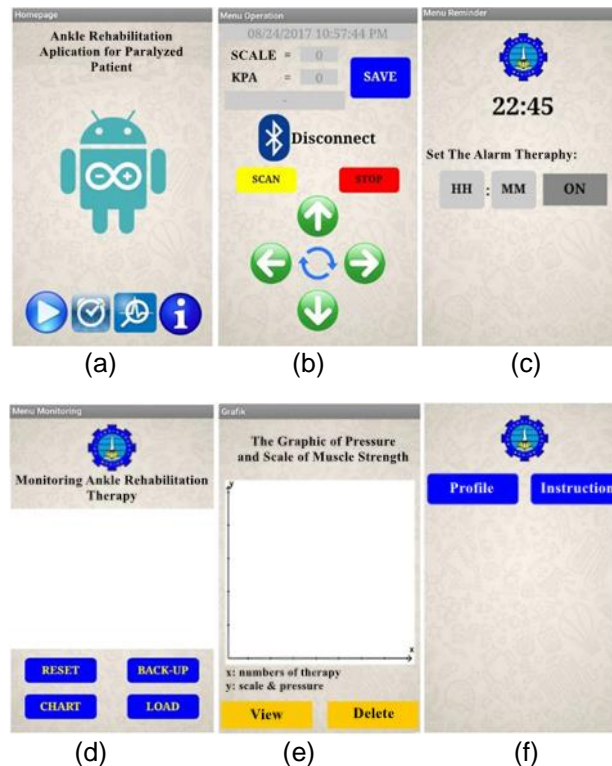 Homepage
Ankle Rehabilitation
Aplication for Paralyzed
Patient
(a)
Menu Operation
08/24/2017 10:57:44 PM
SCALE = 0
KPA = 0
SAVE
-
Disconnect
SCAN
STOP
(b)
Menu Reminder
22:45
Set The Alarm Theraphy:
HH : MM ON
(c)
Menu Monitoring
Monitoring Ankle Rehabilitation
Therapy
RESET
BACK-UP
CHART
LOAD
(d)
Grafik
The Graphic of Pressure
and Scale of Muscle Strength
y
x
x: numbers of therapy
y: scale & pressure
View
Delete
(e)
Profile
Instruction
(f)